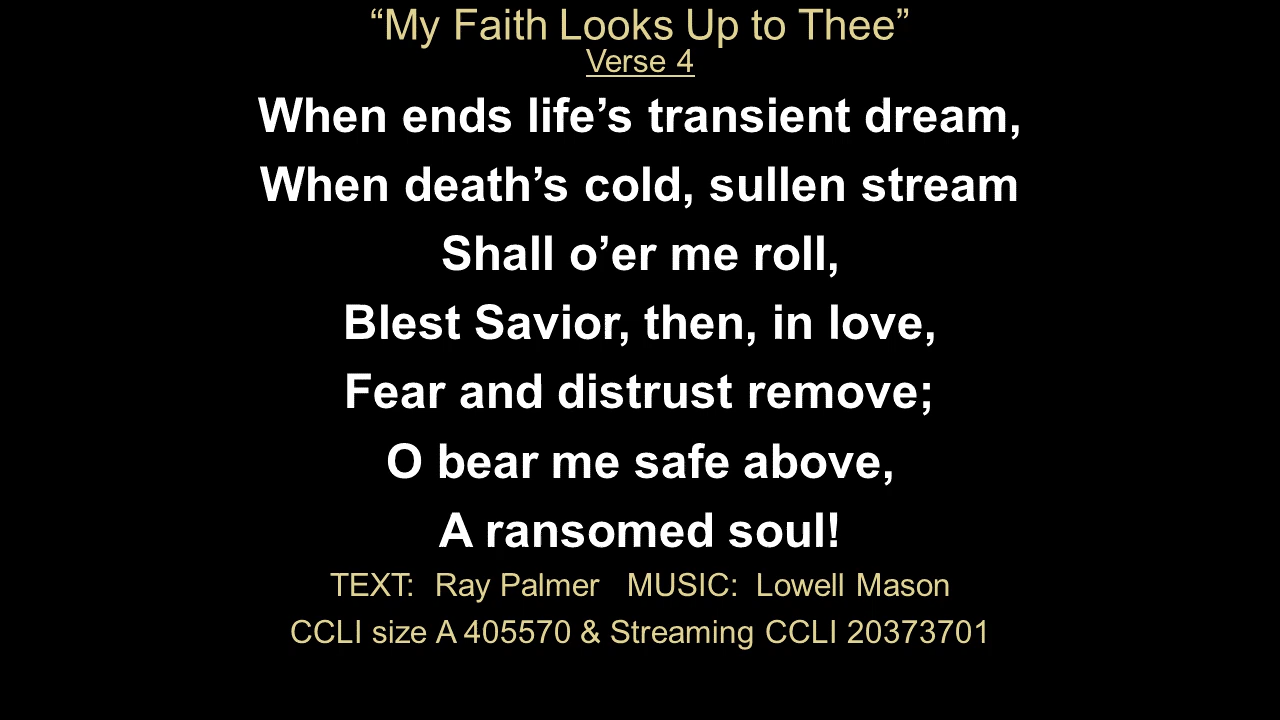 “My Faith Looks Up to Thee”
Verse 4
When ends life’s transient dream,
When death’s cold, sullen stream
Shall o’er me roll,
Blest Savior, then, in love,
Fear and distrust remove;
O bear me safe above,
A ransomed soul!
TEXT:  Ray Palmer   MUSIC:  Lowell Mason
CCLI size A 405570 & Streaming CCLI 20373701